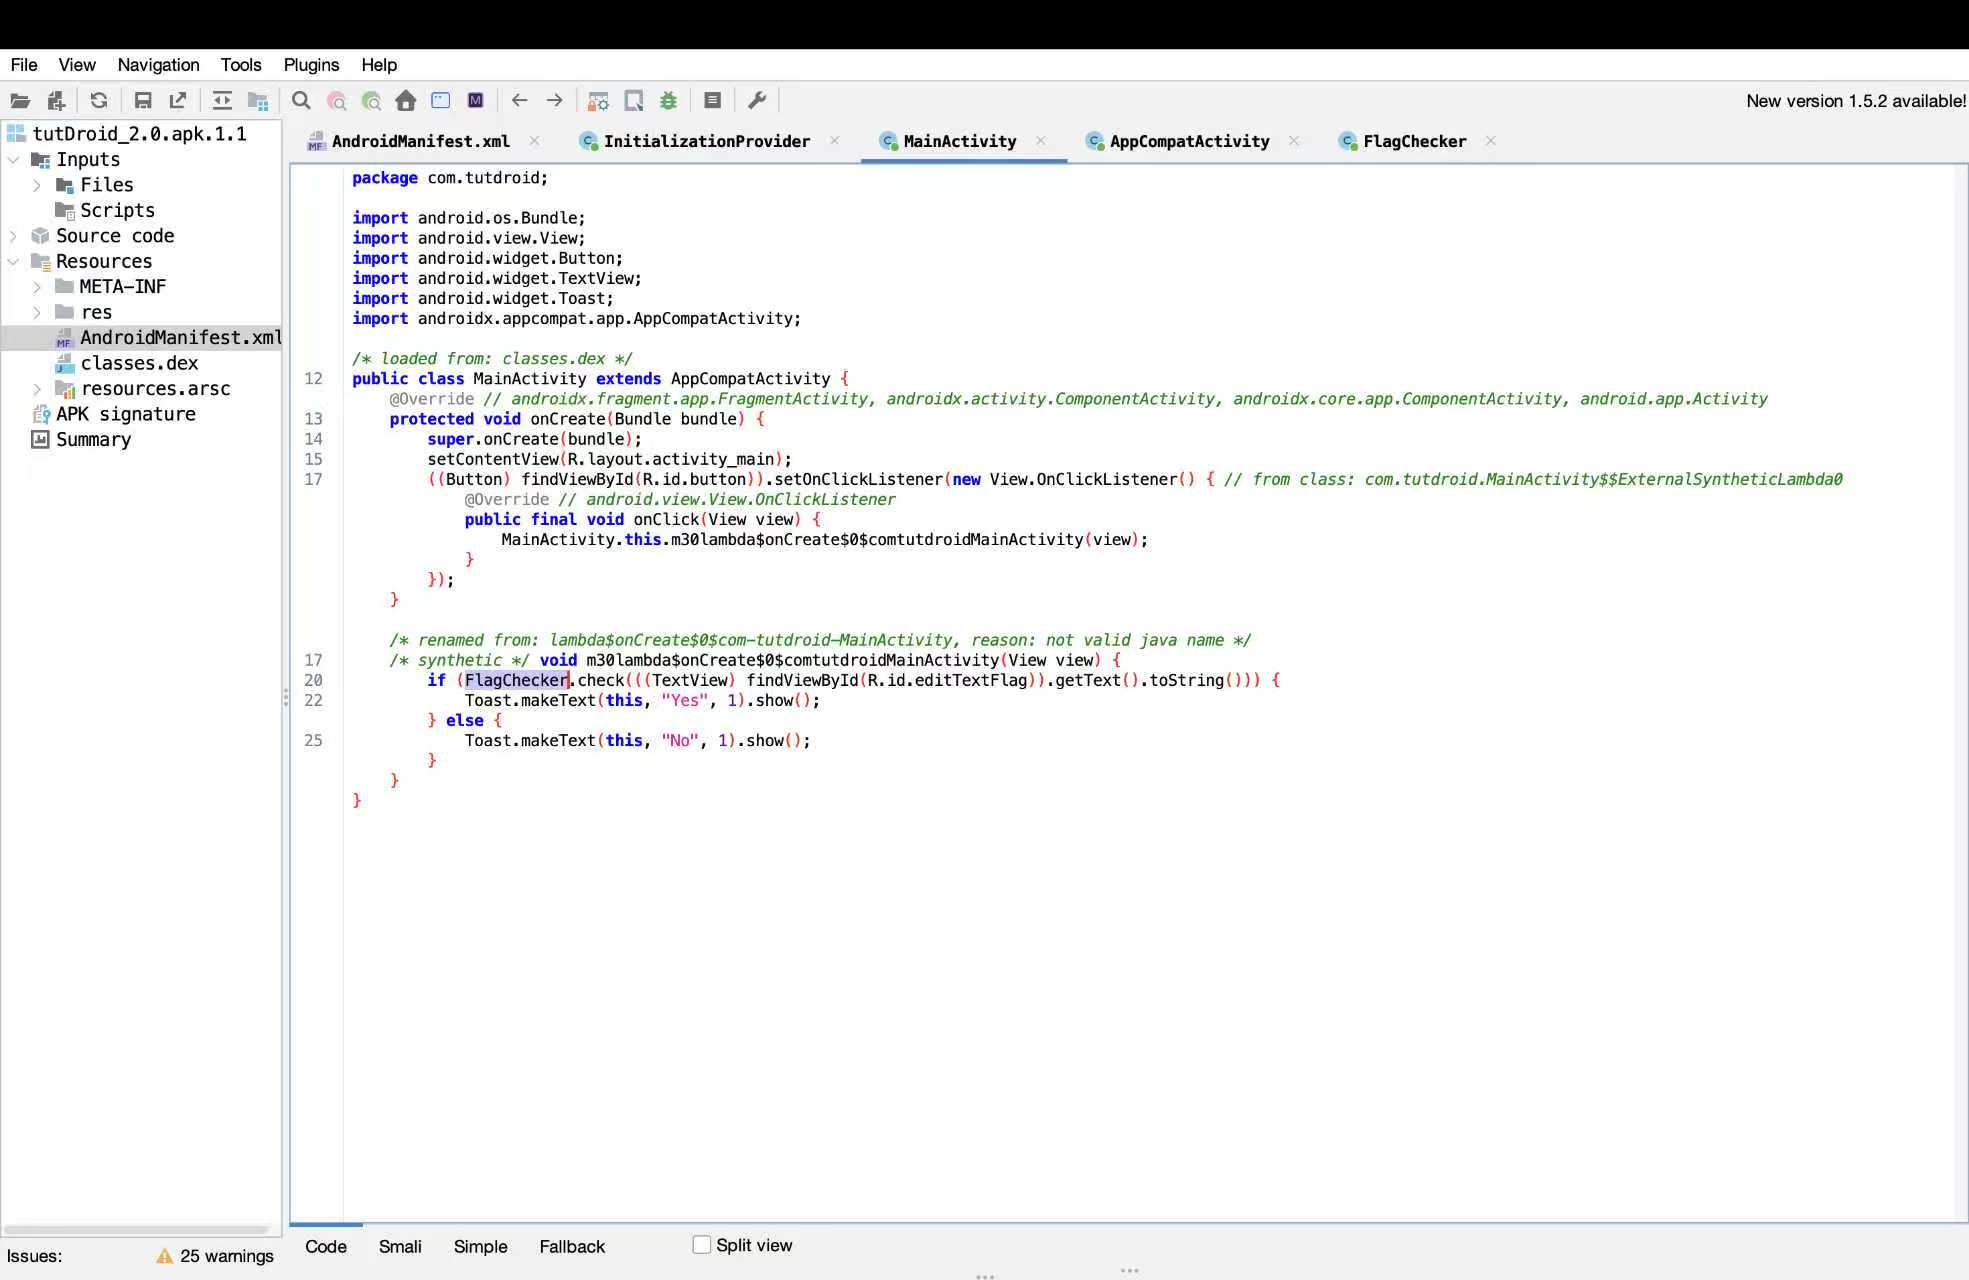 File View Navigation Tools Plugins Help
New version 1.5.2 available!
tutDroid_2.0.apk.1.1
Inputs
Files
Scripts
Source code
Resources
META-INF
res
AndroidManifest.xml
classes.dex
resources.arsc
APK signature
Summary
AndroidManifest.xml InitializationProvider MainActivity AppCompatActivity FlagChecker
package com.tutdroid;
import android.os.Bundle;
import android.view.View;
import android.widget.Button;
import android.widget.TextView;
import android.widget.Toast;
import androidx.appcompat.app.AppCompatActivity;
/* loaded from: classes.dex */
12 public class MainActivity extends AppCompatActivity {
@Override // androidx.fragment.app.FragmentActivity, androidx.activity.ComponentActivity, androidx.core.app.ComponentActivity, android.app.Activity
13 protected void onCreate(Bundle bundle) {
14 super.onCreate(bundle);
15 setContentView(R.layout.activity_main);
17 ((Button) findViewById(R.id.button)).setOnClickListener(new View.OnClickListener() { // from class: com.tutdroid.MainActivity$$ExternalSyntheticLambda0
@Override // android.view.View.OnClickListener
public final void onClick(View view) {
MainActivity.this.m30lambda$onCreate$0$comtutdroidMainActivity(view);
}
});
}
/* renamed from: lambda$onCreate$0$com-tutdroid-MainActivity, reason: not valid java name */
17 /* synthetic */ void m30lambda$onCreate$0$comtutdroidMainActivity(View view) {
20 if (FlagChecker.check(((TextView) findViewById(R.id.editTextFlag)).getText().toString())) {
22 Toast.makeText(this, "Yes", 1).show();
} else {
25 Toast.makeText(this, "No", 1).show();
}
}
}
Issues: 25 warnings
Code Smali Simple Fallback Split view